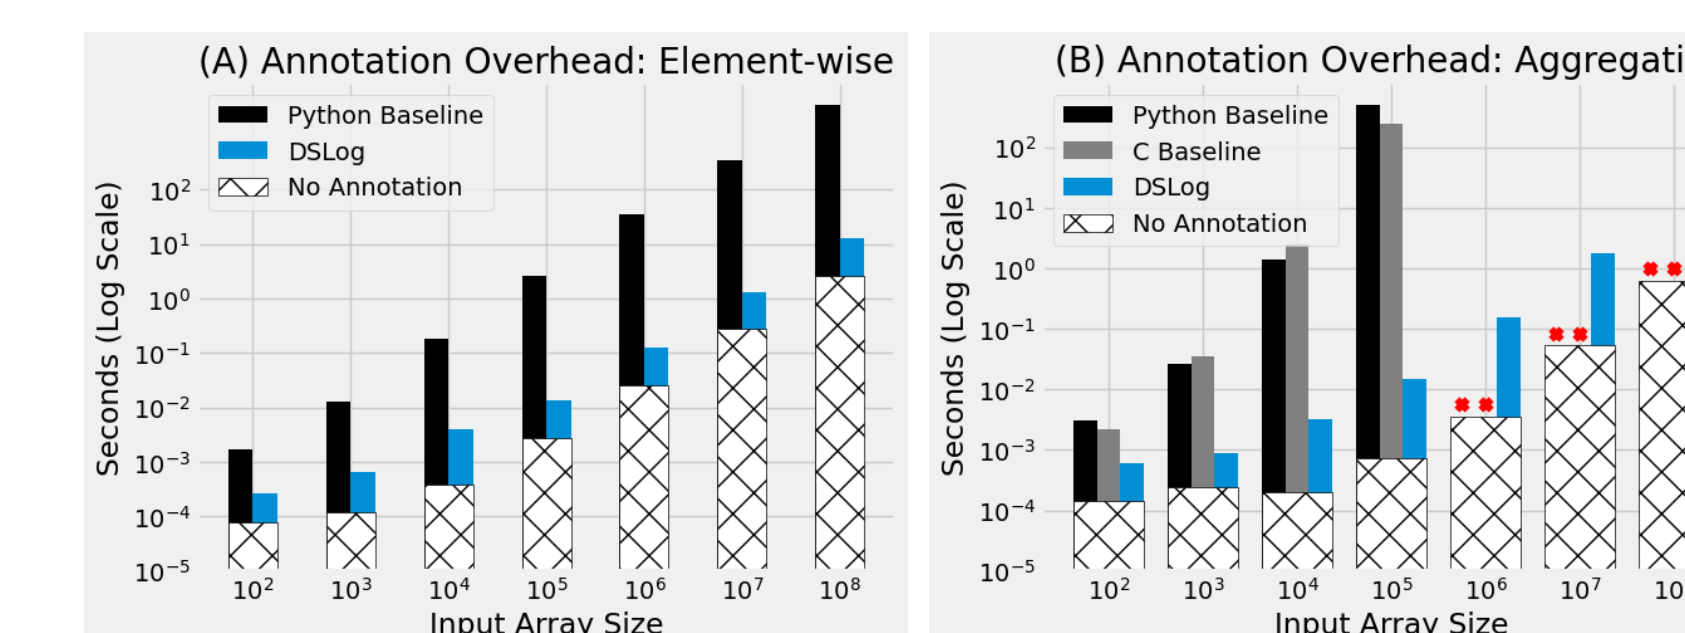 (A) Annotation Overhead: Element-wise
Python Baseline
DSLog
No Annotation
Seconds (Log Scale)
10²
10¹
10⁰
10⁻¹
10⁻²
10⁻³
10⁻⁴
10⁻⁵
10² 10³ 10⁴ 10⁵ 10⁶ 10⁷ 10⁸
Input Array Size
(B) Annotation Overhead: Aggregati
Python Baseline
C Baseline
DSLog
No Annotation
Seconds (Log Scale)
10²
10¹
10⁰
10⁻¹
10⁻²
10⁻³
10⁻⁴
10⁻⁵
10² 10³ 10⁴ 10⁵ 10⁶ 10⁷ 10
Input Array Size